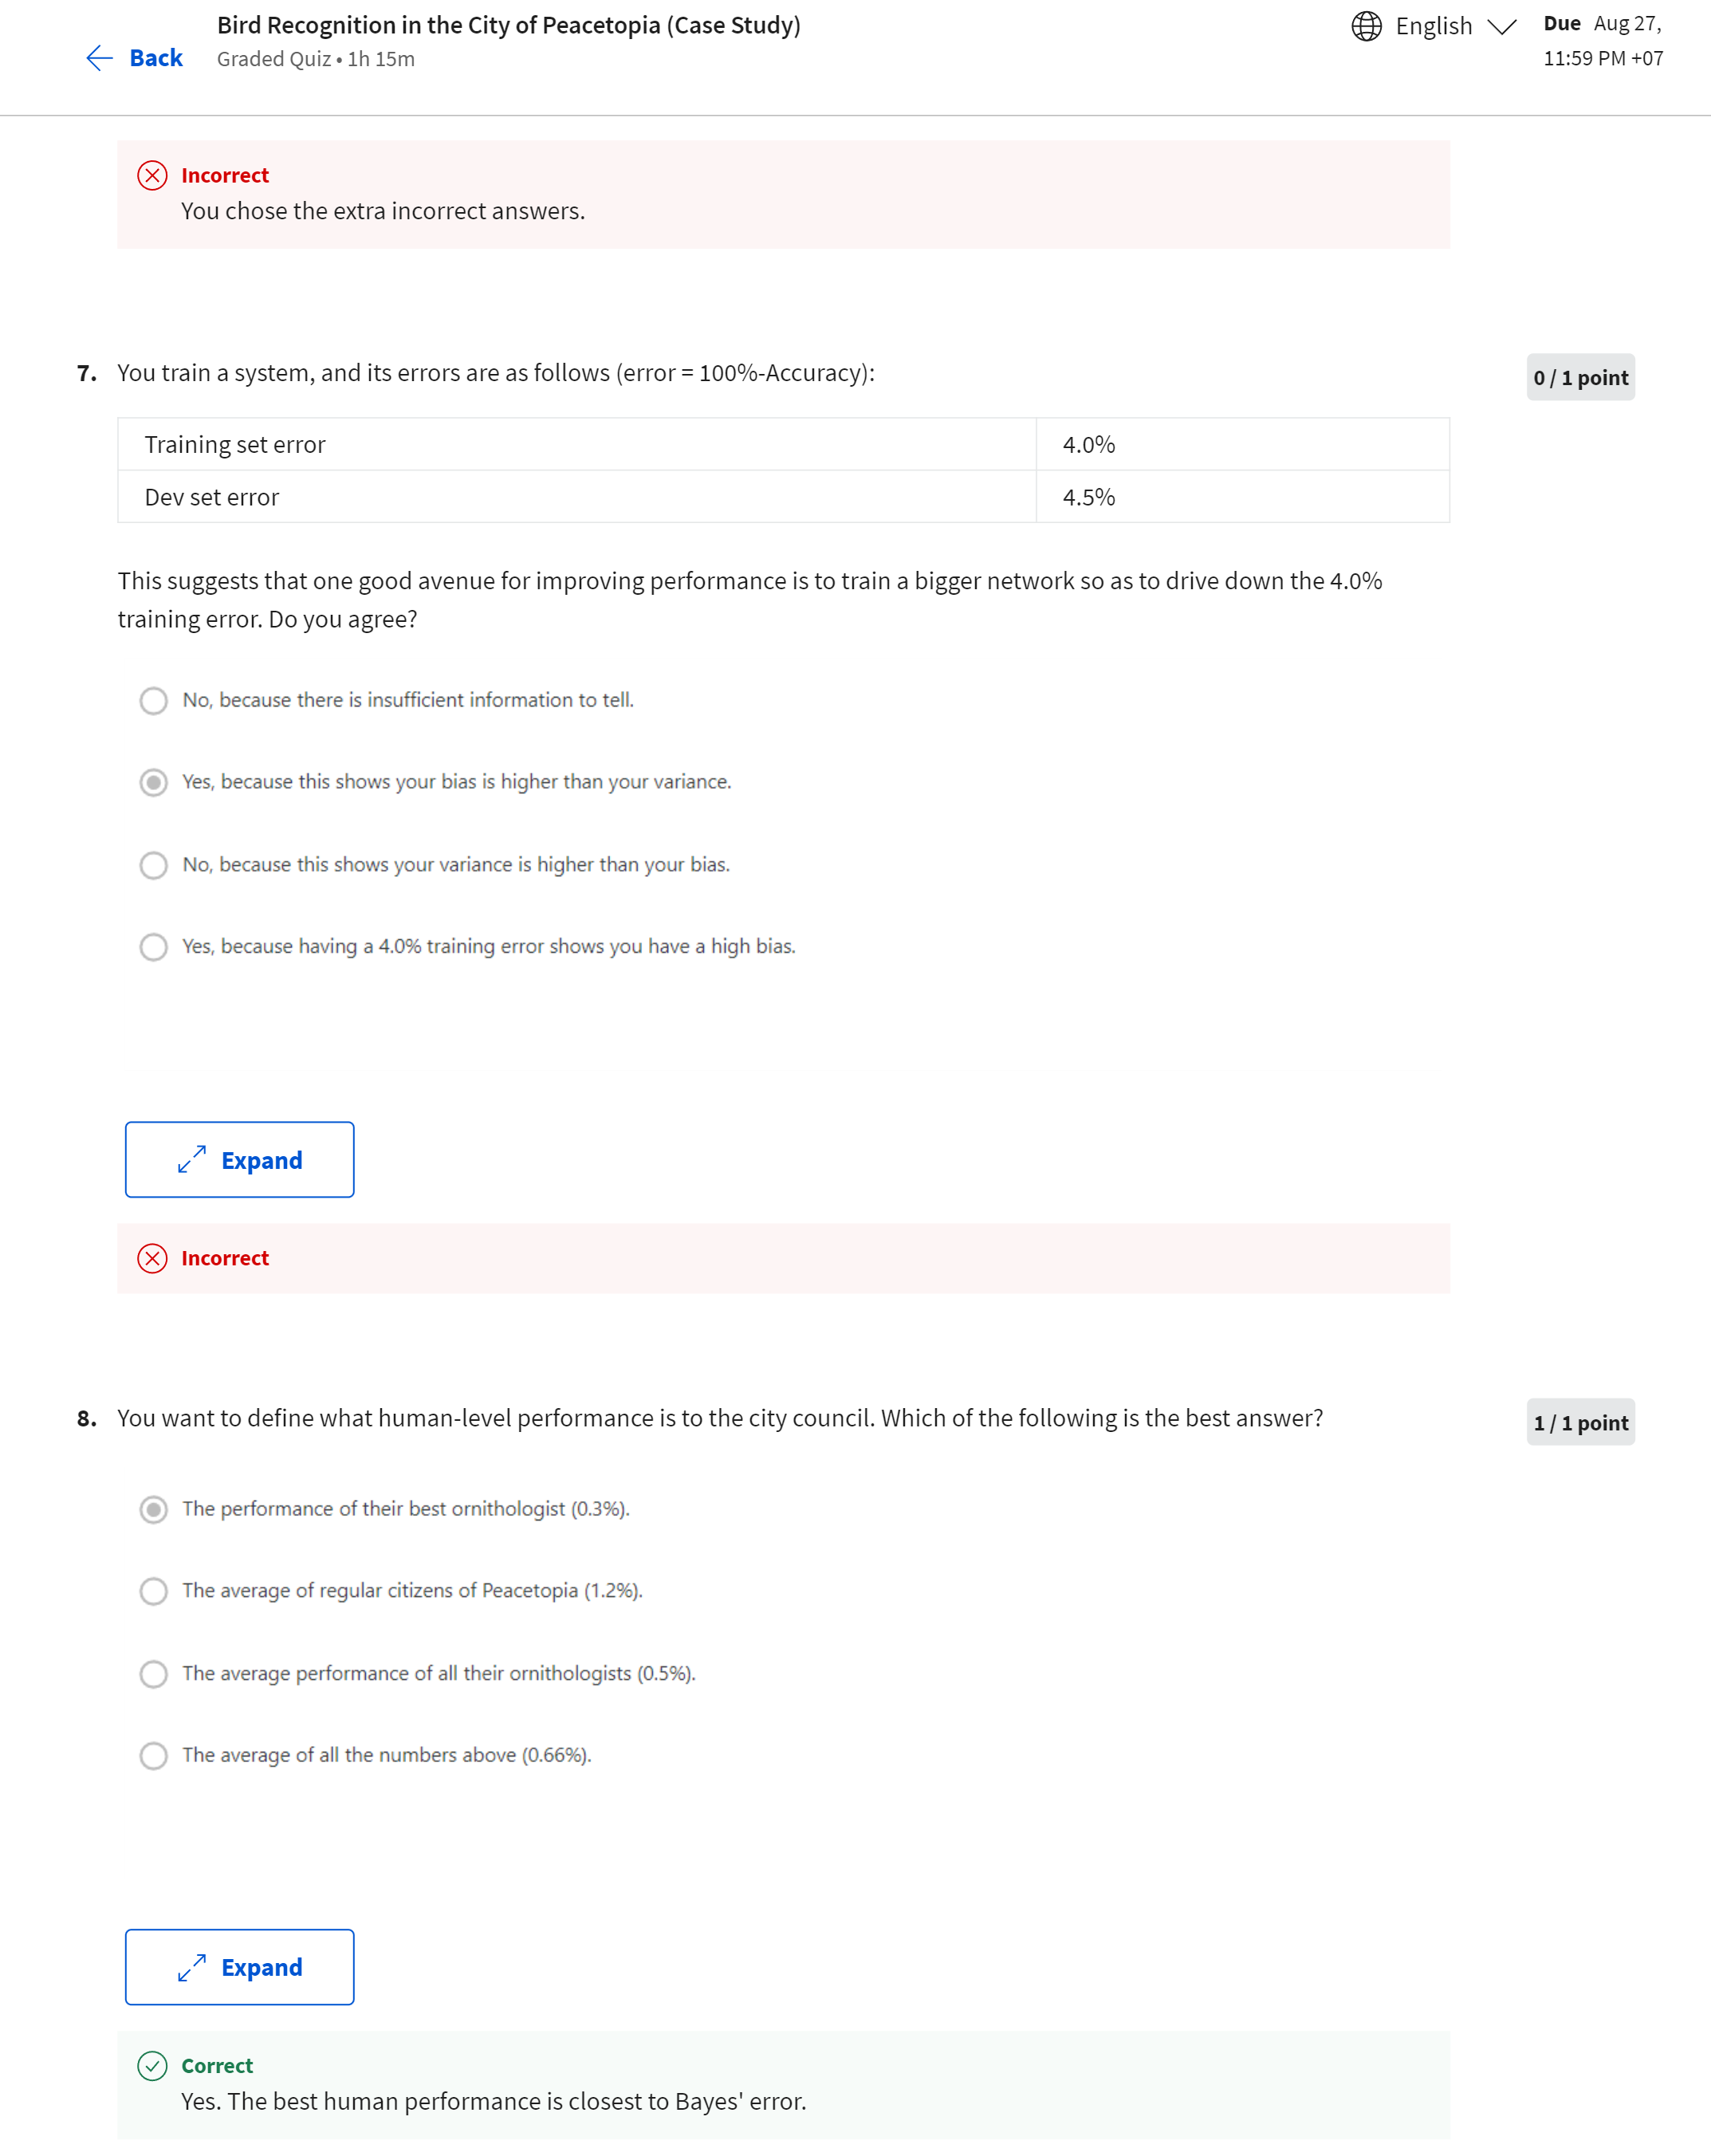 Back
Bird Recognition in the City of Peacetopia (Case Study)
Graded Quiz • 1h 15m
English
Due Aug 27,
11:59 PM +07
Incorrect
You chose the extra incorrect answers.
7. You train a system, and its errors are as follows (error = 100%-Accuracy):
0 / 1 point
Training set error 4.0%
Dev set error 4.5%
This suggests that one good avenue for improving performance is to train a bigger network so as to drive down the 4.0%
training error. Do you agree?
No, because there is insufficient information to tell.
Yes, because this shows your bias is higher than your variance.
No, because this shows your variance is higher than your bias.
Yes, because having a 4.0% training error shows you have a high bias.
Expand
Incorrect
8. You want to define what human-level performance is to the city council. Which of the following is the best answer?
1 / 1 point
The performance of their best ornithologist (0.3%).
The average of regular citizens of Peacetopia (1.2%).
The average performance of all their ornithologists (0.5%).
The average of all the numbers above (0.66%).
Expand
Correct
Yes. The best human performance is closest to Bayes' error.